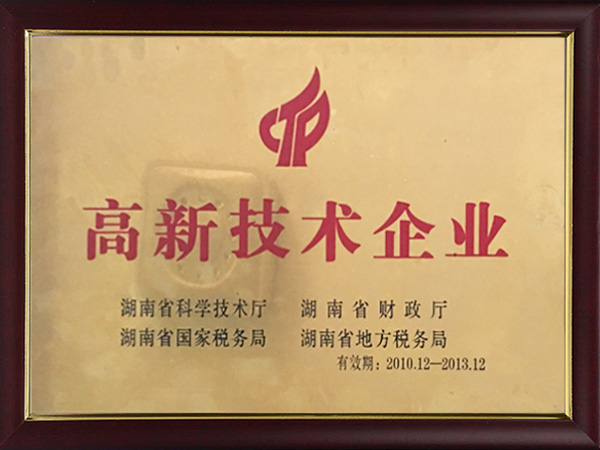 CTP
高新技术企业
湖南省科学技术厅 湖南省财政厅
湖南省国家税务局 湖南省地方税务局
有效期：2010.12—2013.12